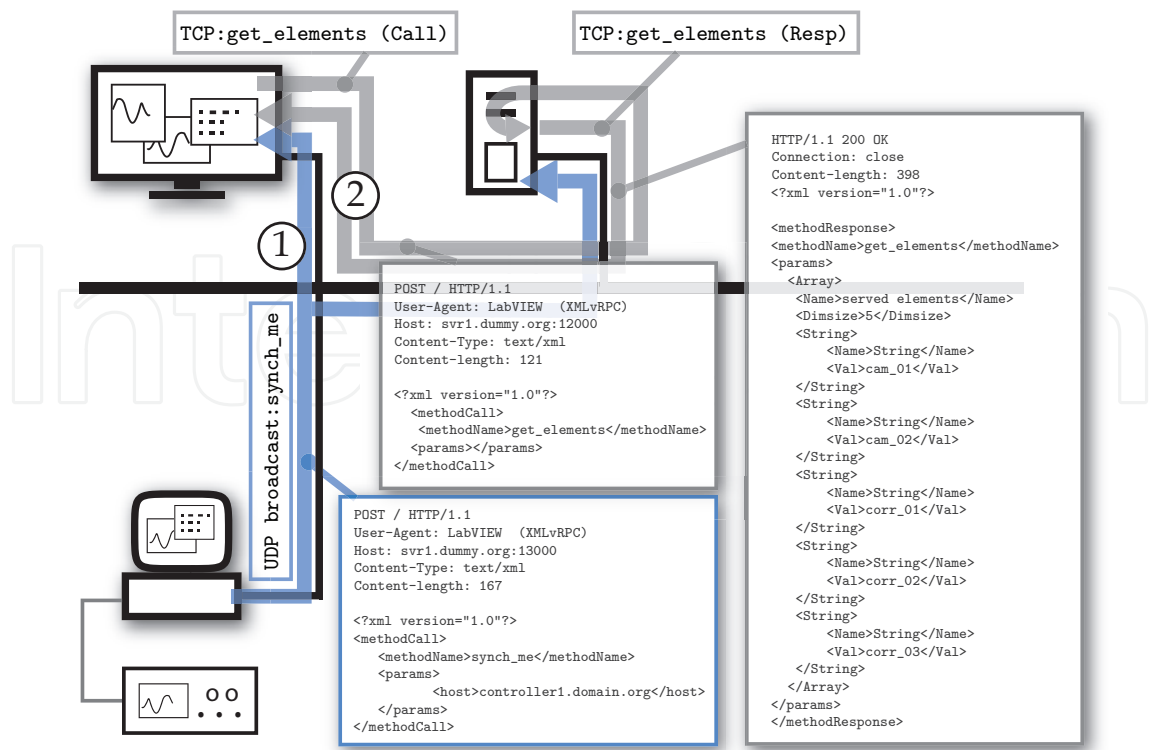 TCP:get_elements (Call)
TCP:get_elements (Resp)
2
1
UDP broadcast:synch_me
POST / HTTP/1.1
User-Agent: LabVIEW  (XMLvRPC)
Host: svr1.dummy.org:12000
Content-Type: text/xml
Content-length: 121
<?xml version="1.0"?>
<methodCall>
<methodName>get_elements</methodName>
<params></params>
</methodCall>
POST / HTTP/1.1
User-Agent: LabVIEW  (XMLvRPC)
Host: svr1.dummy.org:13000
Content-Type: text/xml
Content-length: 167
<?xml version="1.0"?>
<methodCall>
<methodName>synch_me</methodName>
<params>
<host>controller1.domain.org</host>
</params>
</methodCall>
HTTP/1.1 200 OK
Connection: close
Content-length: 398
<?xml version="1.0"?>
<methodResponse>
<methodName>get_elements</methodName>
<params>
<Array>
<Name>served elements</Name>
<Dimsize>5</Dimsize>
<String>
<Name>String</Name>
<Val>cam_01</Val>
</String>
<String>
<Name>String</Name>
<Val>cam_02</Val>
</String>
<String>
<Name>String</Name>
<Val>corr_01</Val>
</String>
<String>
<Name>String</Name>
<Val>corr_02</Val>
</String>
<String>
<Name>String</Name>
<Val>corr_03</Val>
</String>
</Array>
</params>
</methodResponse>